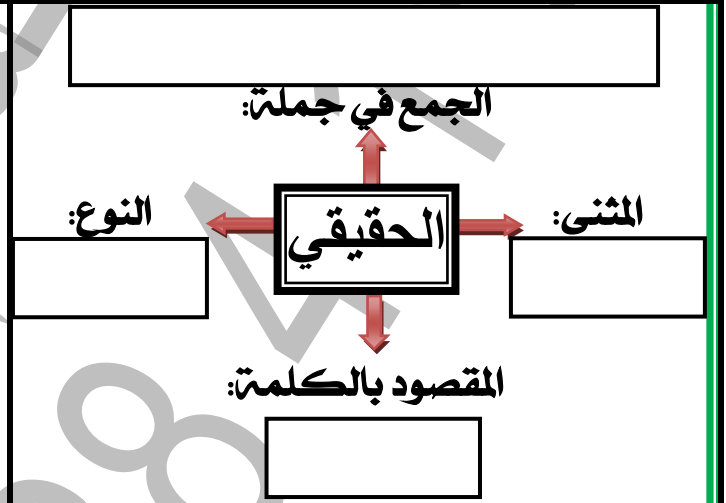 الجمع في جملة:
المثنى:
الحقيقي
النوع:
المقصود بالكلمة: